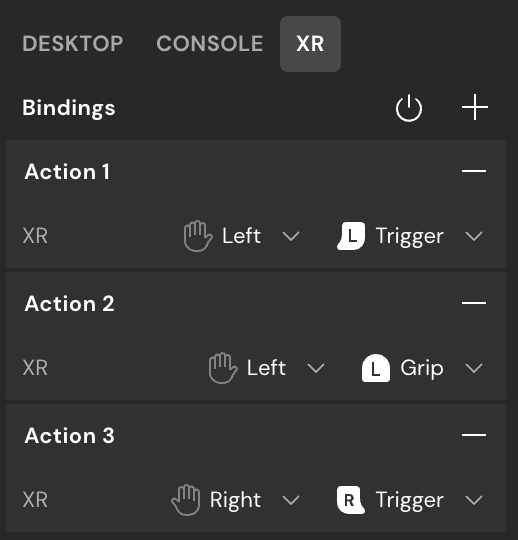 DESKTOP CONSOLE XR
Bindings
Action 1
XR Left L Trigger
Action 2
XR Left L Grip
Action 3
XR Right R Trigger